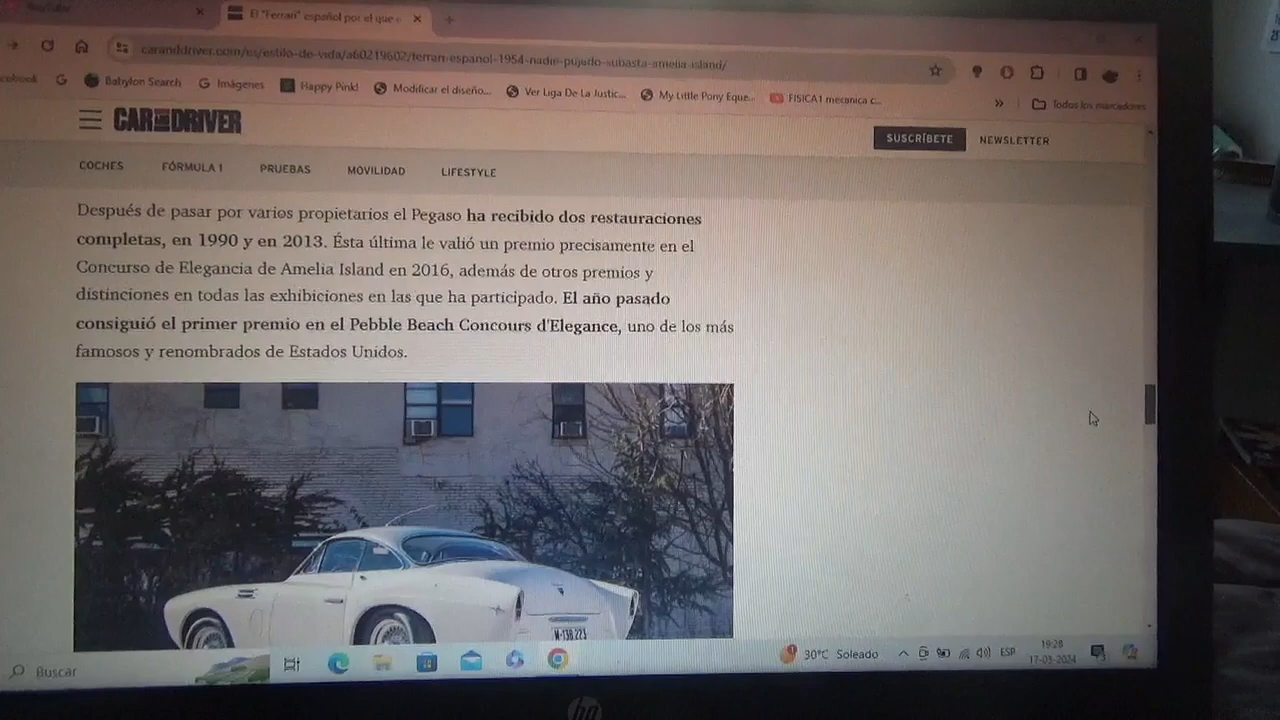 YouTube
El "Ferrari" español por el que
caranddriver.com/es/estilo-de-vida/a60219602/ferrari-espanol-1954-nadie-pujado-subasta-amelia-island/
cebook
Babylon Search
Imágenes
Happy Pink!
Modificar el diseño...
Ver Liga De La Justic...
My Little Pony Eque...
FISICA1 mecanica c...
»
Todos los marcadores
CAR AND DRIVER
SUSCRÍBETE
NEWSLETTER
COCHES FÓRMULA 1 PRUEBAS MOVILIDAD LIFESTYLE
Después de pasar por varios propietarios el Pegaso ha recibido dos restauraciones
completas, en 1990 y en 2013. Ésta última le valió un premio precisamente en el
Concurso de Elegancia de Amelia Island en 2016, además de otros premios y
distinciones en todas las exhibiciones en las que ha participado. El año pasado
consiguió el primer premio en el Pebble Beach Concours d'Elegance, uno de los más
famosos y renombrados de Estados Unidos.
M-138.223
Buscar
30°C Soleado
ESP
19:28
17-03-2024
hp